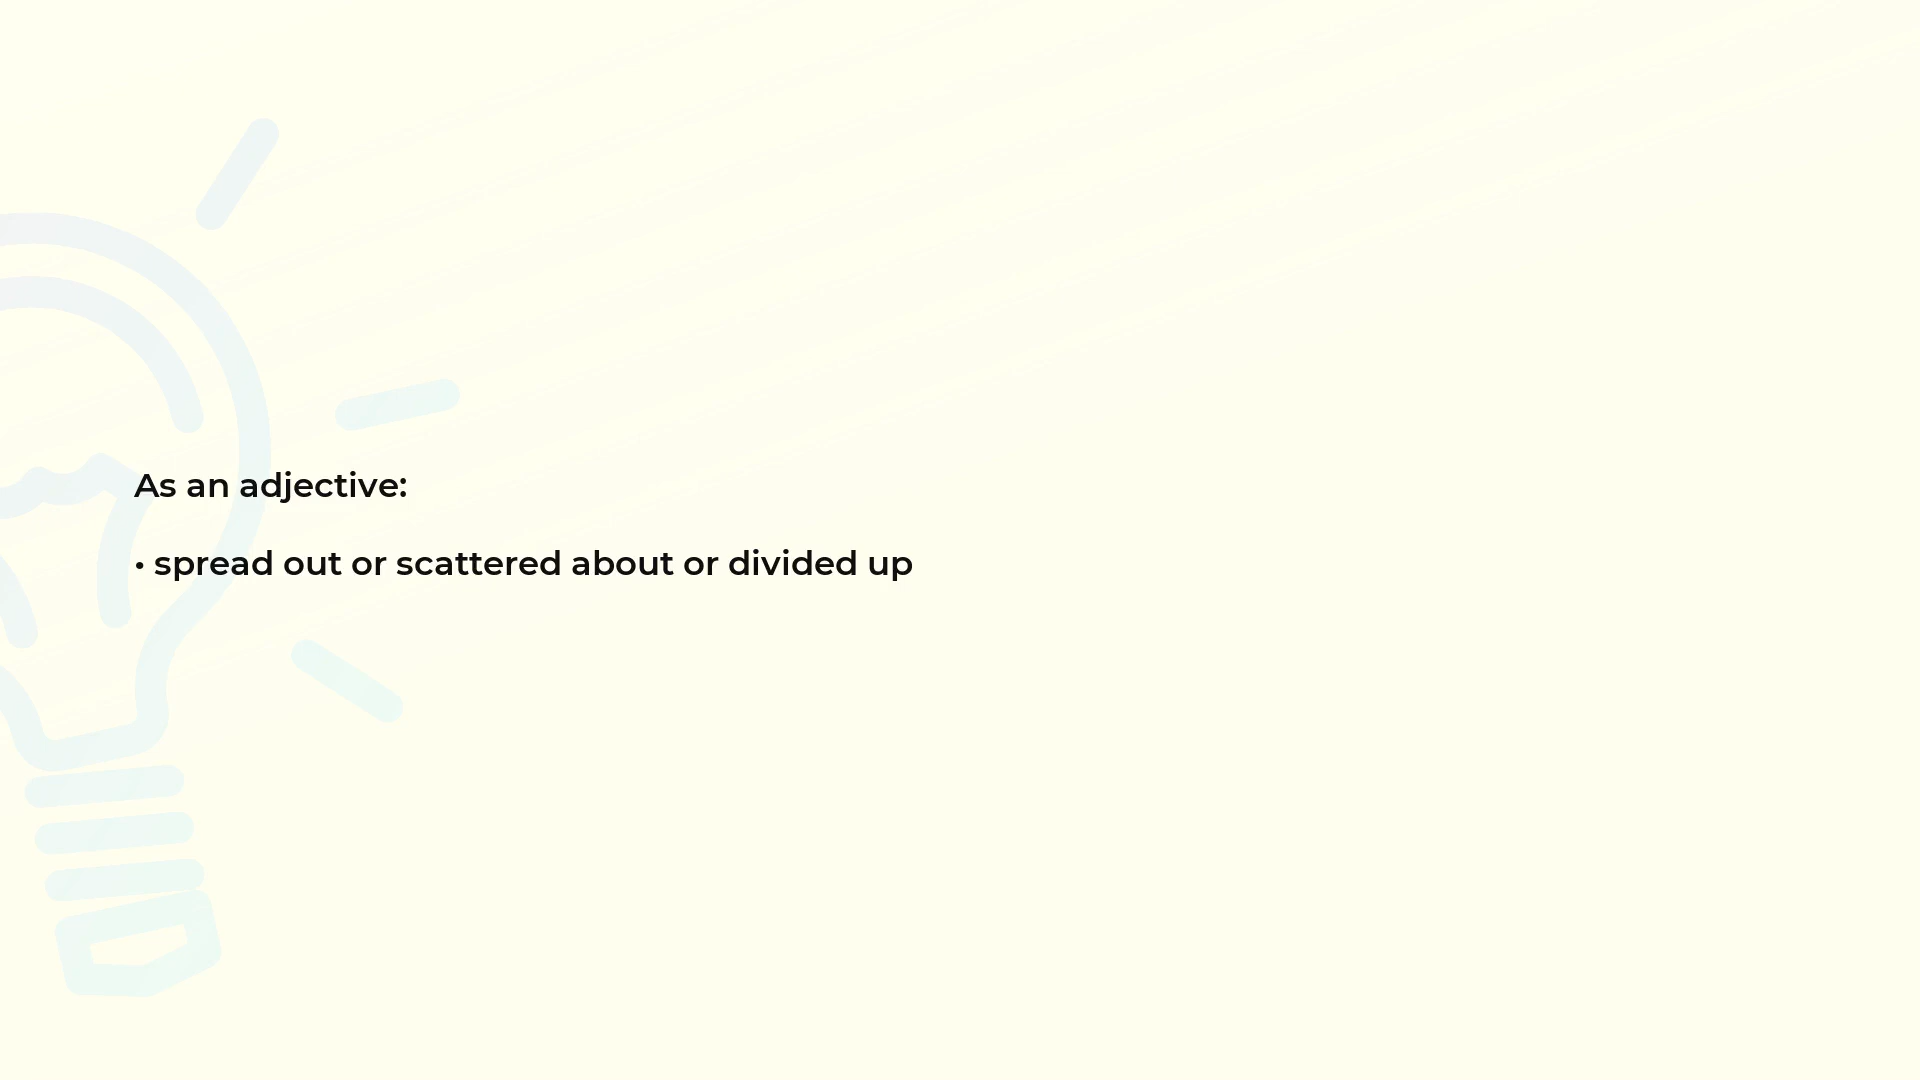 As an adjective:
• spread out or scattered about or divided up